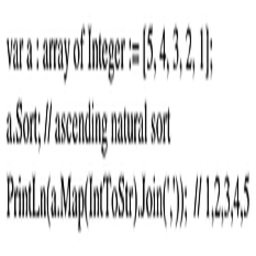 var a : array of Integer := [5, 4, 3, 2, 1];
a.Sort; // ascending natural sort
PrintLn(a.Map(IntToStr).Join(',')); // 1,2,3,4,5